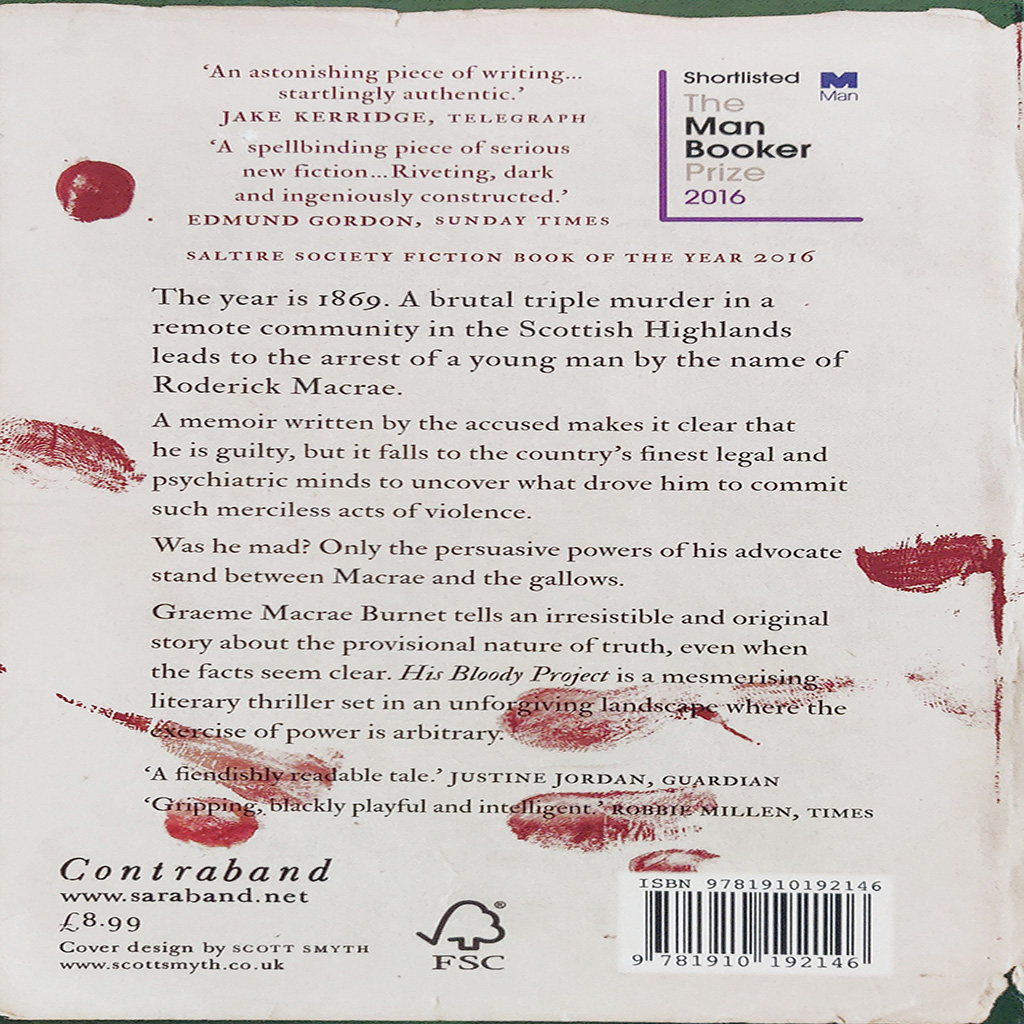 ‘An astonishing piece of writing...
startlingly authentic.’
JAKE KERRIDGE, TELEGRAPH
‘A spellbinding piece of serious
new fiction...Riveting, dark
and ingeniously constructed.’
EDMUND GORDON, SUNDAY TIMES
Shortlisted
The
Man
Booker
Prize
2016
M
Man
SALTIRE SOCIETY FICTION BOOK OF THE YEAR 2016
The year is 1869. A brutal triple murder in a
remote community in the Scottish Highlands
leads to the arrest of a young man by the name of
Roderick Macrae.
A memoir written by the accused makes it clear that
he is guilty, but it falls to the country’s finest legal and
psychiatric minds to uncover what drove him to commit
such merciless acts of violence.
Was he mad? Only the persuasive powers of his advocate
stand between Macrae and the gallows.
Graeme Macrae Burnet tells an irresistible and original
story about the provisional nature of truth, even when
the facts seem clear. His Bloody Project is a mesmerising
literary thriller set in an unforgiving landscape where the
exercise of power is arbitrary.
‘A fiendishly readable tale.’ JUSTINE JORDAN, GUARDIAN
‘Gripping, blackly playful and intelligent.’ ROBBIE MILLEN, TIMES
Contraband
www.saraband.net
£8.99
Cover design by SCOTT SMYTH
www.scottsmyth.co.uk
®
FSC
ISBN 9781910192146
9 781910 192146